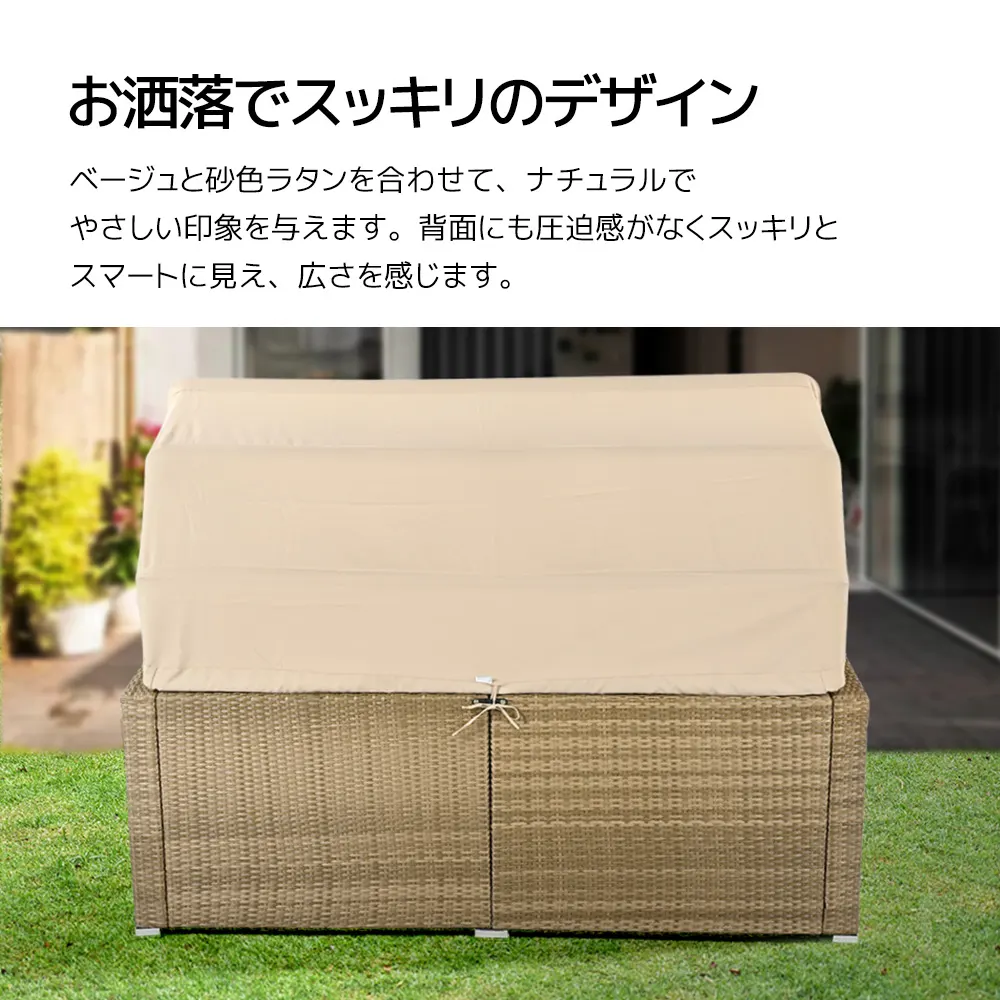 お洒落でスッキリのデザイン
ベージュと砂色ラタンを合わせて、ナチュラルで
やさしい印象を与えます。背面にも圧迫感がなくスッキリと
スマートに見え、広さを感じます。